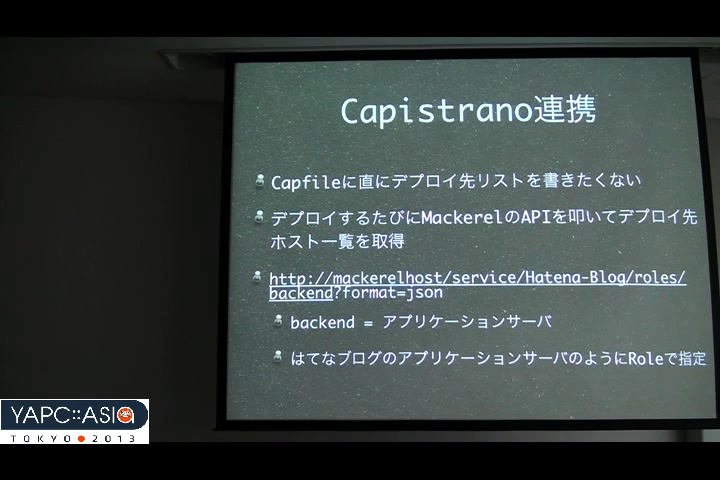 Capistrano連携
Capfileに直にデプロイ先リストを書きたくない
デプロイするたびにMackerelのAPIを叩いてデプロイ先
ホスト一覧を取得
http://mackerelhost/service/Hatena-Blog/roles/
backend?format=json
backend = アプリケーションサーバ
はてなブログのアプリケーションサーバのようにRoleで指定
YAPC::ASIA
TOKYO 2013